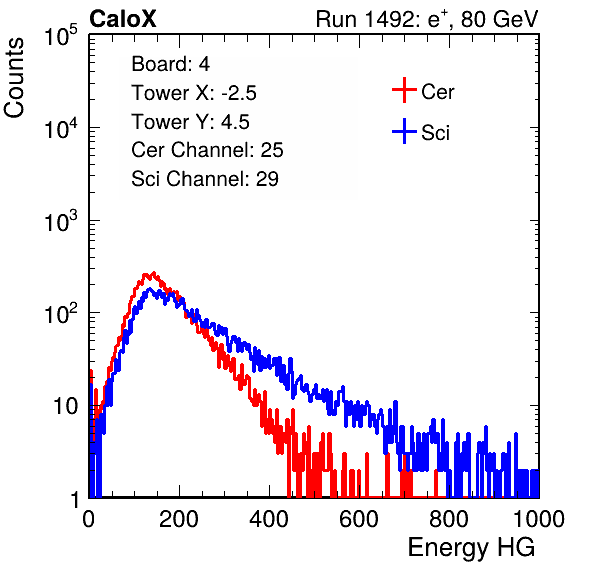 CaloX Run 1492: e⁺, 80 GeV
Counts
10⁵
10⁴
10³
10²
10
1
Board: 4
Tower X: -2.5
Tower Y: 4.5
Cer Channel: 25
Sci Channel: 29
Cer
Sci
0 200 400 600 800 1000
Energy HG